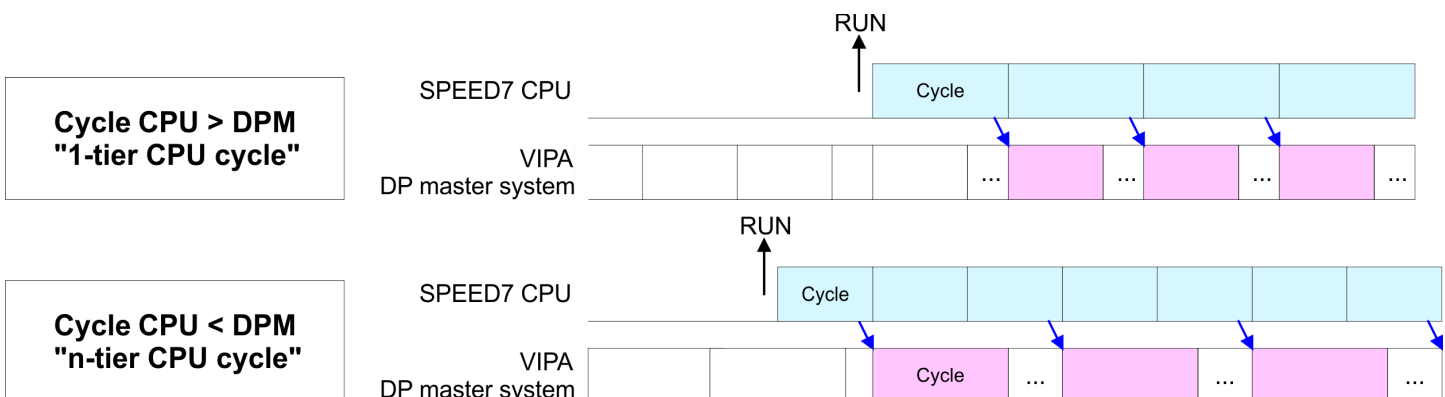 RUN
Cycle CPU > DPM
"1-tier CPU cycle"
SPEED7 CPU
Cycle
VIPA
DP master system
... ... ... ...
RUN
Cycle CPU < DPM
"n-tier CPU cycle"
SPEED7 CPU
Cycle
VIPA
DP master system
Cycle ... ... ...